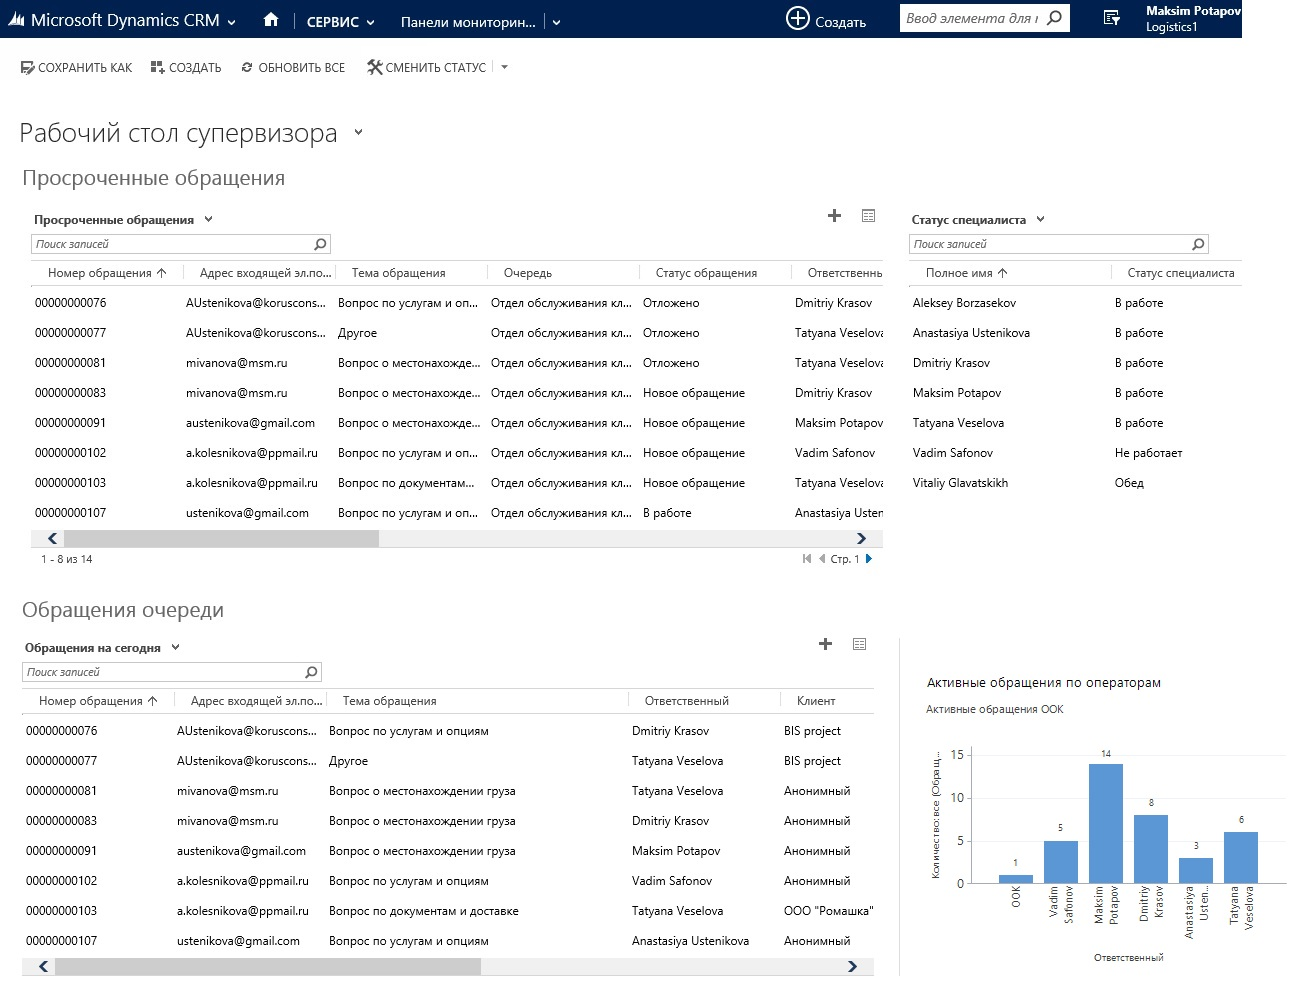 Microsoft Dynamics CRM СЕРВИС Панели мониторин... Создать Ввод элемента для Maksim Potapov
Logistics1
СОХРАНИТЬ КАК СОЗДАТЬ ОБНОВИТЬ ВСЕ СМЕНИТЬ СТАТУС
Рабочий стол супервизора
Просроченные обращения
Просроченные обращения
Поиск записей
Номер обращения Адрес входящей эл.по... Тема обращения Очередь Статус обращения Ответственнь
00000000076 AUstenikova@koruscons... Вопрос по услугам и оп... Отдел обслуживания кл... Отложено Dmitriy Krasov
00000000077 AUstenikova@koruscons... Другое Отдел обслуживания кл... Отложено Tatyana Veselova
00000000081 mivanova@msm.ru Вопрос о местонахожде... Отдел обслуживания кл... Отложено Tatyana Veselova
00000000083 mivanova@msm.ru Вопрос о местонахожде... Отдел обслуживания кл... Новое обращение Dmitriy Krasov
00000000091 austenikova@gmail.com Вопрос о местонахожде... Отдел обслуживания кл... Новое обращение Maksim Potapov
00000000102 a.kolesnikova@ppmail.ru Вопрос по услугам и оп... Отдел обслуживания кл... Новое обращение Vadim Safonov
00000000103 a.kolesnikova@ppmail.ru Вопрос по документам... Отдел обслуживания кл... Новое обращение Tatyana Veselova
00000000107 ustenikova@gmail.com Вопрос по услугам и оп... Отдел обслуживания кл... В работе Anastasiya Usten
1 - 8 из 14 Стр. 1
Статус специалиста
Поиск записей
Полное имя Статус специалиста
Aleksey Borzasekov В работе
Anastasiya Ustenikova В работе
Dmitriy Krasov В работе
Maksim Potapov В работе
Tatyana Veselova В работе
Vadim Safonov Не работает
Vitaliy Glavatskikh Обед
Обращения очереди
Обращения на сегодня
Поиск записей
Номер обращения Адрес входящей эл.по... Тема обращения Ответственный Клиент
00000000076 AUstenikova@koruscons... Вопрос по услугам и опциям Dmitriy Krasov BIS project
00000000077 AUstenikova@koruscons... Другое Tatyana Veselova BIS project
00000000081 mivanova@msm.ru Вопрос о местонахождении груза Tatyana Veselova Анонимный
00000000083 mivanova@msm.ru Вопрос о местонахождении груза Dmitriy Krasov Анонимный
00000000091 austenikova@gmail.com Вопрос о местонахождении груза Maksim Potapov Анонимный
00000000102 a.kolesnikova@ppmail.ru Вопрос по услугам и опциям Vadim Safonov Анонимный
00000000103 a.kolesnikova@ppmail.ru Вопрос по документам и доставке Tatyana Veselova ООО "Ромашка"
00000000107 ustenikova@gmail.com Вопрос по услугам и опциям Anastasiya Ustenikova Анонимный
Активные обращения по операторам
Активные обращения ООК
Количество: все (Обращ...
15
10
5
0
1
5
14
8
3
6
ООК
Vadim Safonov
Maksim Potapov
Dmitriy Krasov
Anastasiya Usten...
Tatyana Veselova
Ответственный